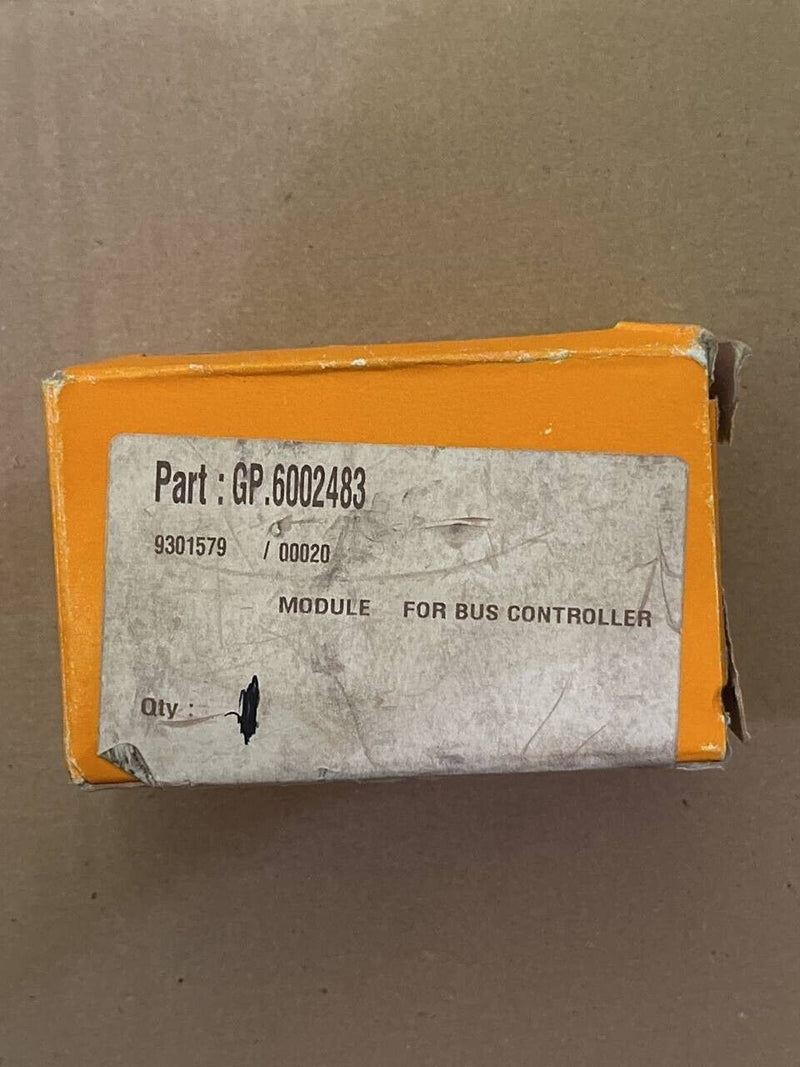 Part : GP.6002483
9301579 / 00020
MODULE FOR BUS CONTROLLER
Qty :